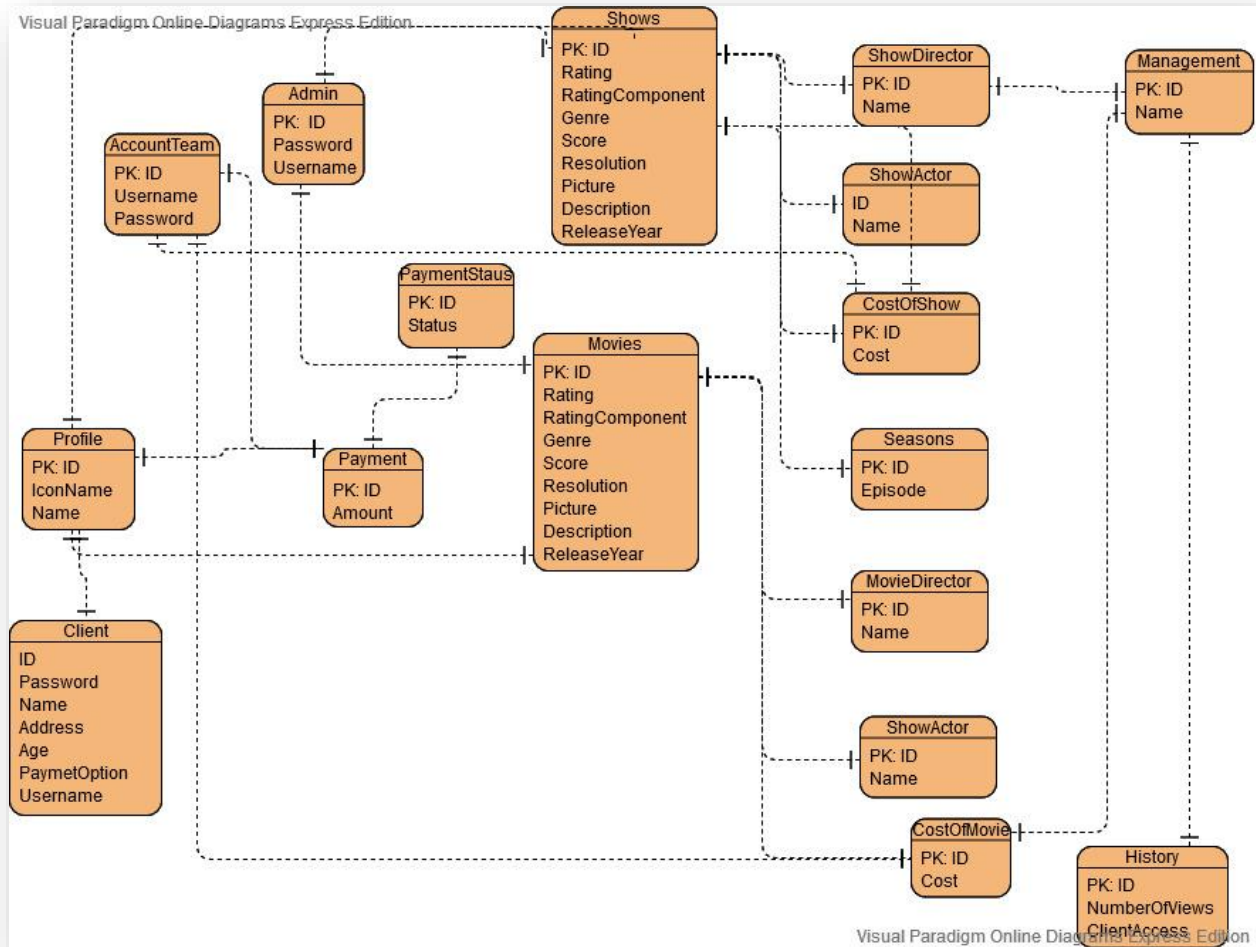 Visual Paradigm Online Diagrams Express Edition
Shows
PK: ID
Rating
RatingComponent
Genre
Score
Resolution
Picture
Description
ReleaseYear
ShowDirector
PK: ID
Name
Management
PK: ID
Name
Admin
PK: ID
Password
Username
AccountTeam
PK: ID
Username
Password
ShowActor
ID
Name
PaymentStaus
PK: ID
Status
CostOfShow
PK: ID
Cost
Movies
PK: ID
Rating
RatingComponent
Genre
Score
Resolution
Picture
Description
ReleaseYear
Profile
PK: ID
IconName
Name
Payment
PK: ID
Amount
Seasons
PK: ID
Episode
MovieDirector
PK: ID
Name
Client
ID
Password
Name
Address
Age
PaymetOption
Username
ShowActor
PK: ID
Name
CostOfMovie
PK: ID
Cost
History
PK: ID
NumberOfViews
ClientAccess
Visual Paradigm Online Diagrams Express Edition